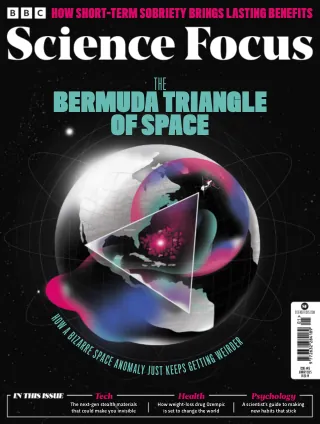 BBC HOW SHORT-TERM SOBRIETY BRINGS LASTING BENEFITS
Science Focus
THE
BERMUDA TRIANGLE
OF SPACE
HOW A BIZARRE SPACE ANOMALY JUST KEEPS GETTING WEIRDER
IN THIS ISSUE
Tech
The next-gen stealth materials
that could make you invisible
Health
How weight-loss drug Ozempic
is set to change the world
Psychology
A scientist's guide to making
new habits that stick